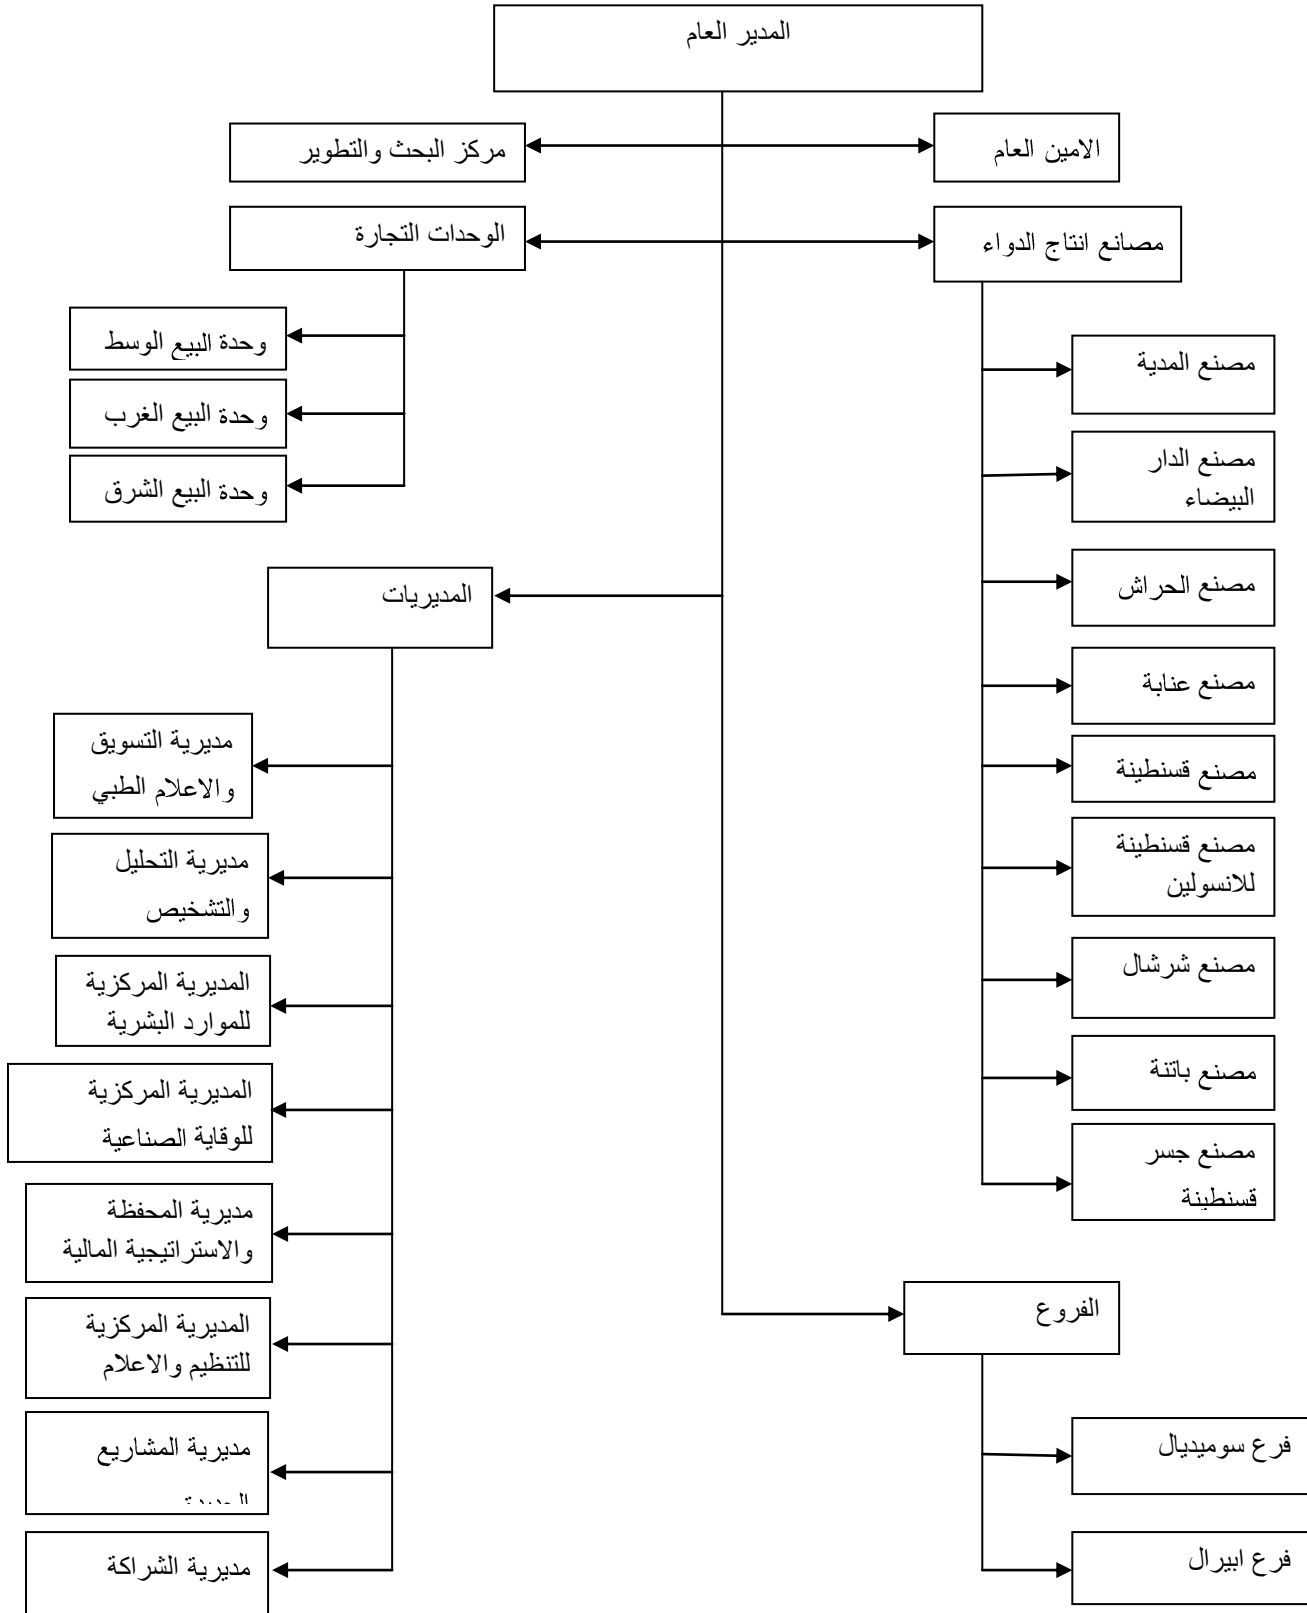 المدير العام
الامين العام
مركز البحث والتطوير
مصانع انتاج الدواء
الوحدات التجارة
وحدة البيع الوسط
وحدة البيع الغرب
وحدة البيع الشرق
مصنع المدية
مصنع الدار
البيضاء
مصنع الحراش
مصنع عنابة
مصنع قسنطينة
مصنع قسنطينة
للانسولين
مصنع شرشال
مصنع باتنة
مصنع جسر
قسنطينة
المديريات
مديرية التسويق
والاعلام الطبي
مديرية التحليل
والتشخيص
المديرية المركزية
للموارد البشرية
المديرية المركزية
للوقاية الصناعية
مديرية المحفظة
والاستراتيجية المالية
المديرية المركزية
للتنظيم والاعلام
مديرية المشاريع
مديرية الشراكة
الفروع
فرع سوميديال
فرع ابيرال